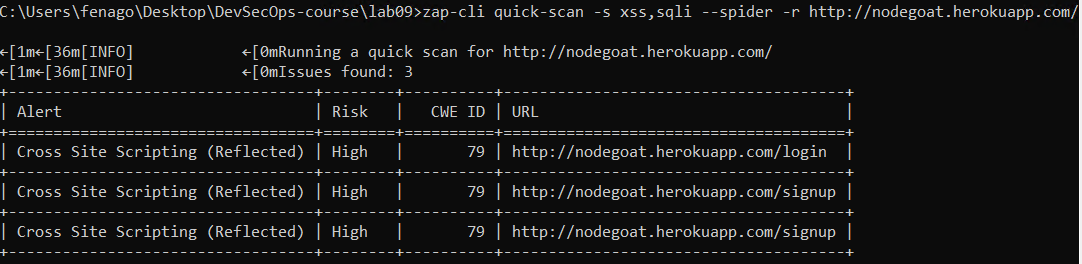 C:\Users\fenago\Desktop\DevSecOps-course\lab09>zap-cli quick-scan -s xss,sqli --spider -r http://nodegoat.herokuapp.com/
←[1m←[36m[INFO]            ←[0mRunning a quick scan for http://nodegoat.herokuapp.com/
←[1m←[36m[INFO]            ←[0mIssues found: 3
+----------------------------------+--------+----------+-------------------------------------+
| Alert                            | Risk   |   CWE ID | URL                                 |
+==================================+========+==========+=====================================+
| Cross Site Scripting (Reflected) | High   |       79 | http://nodegoat.herokuapp.com/login  |
+----------------------------------+--------+----------+-------------------------------------+
| Cross Site Scripting (Reflected) | High   |       79 | http://nodegoat.herokuapp.com/signup |
+----------------------------------+--------+----------+-------------------------------------+
| Cross Site Scripting (Reflected) | High   |       79 | http://nodegoat.herokuapp.com/signup |
+----------------------------------+--------+----------+-------------------------------------+